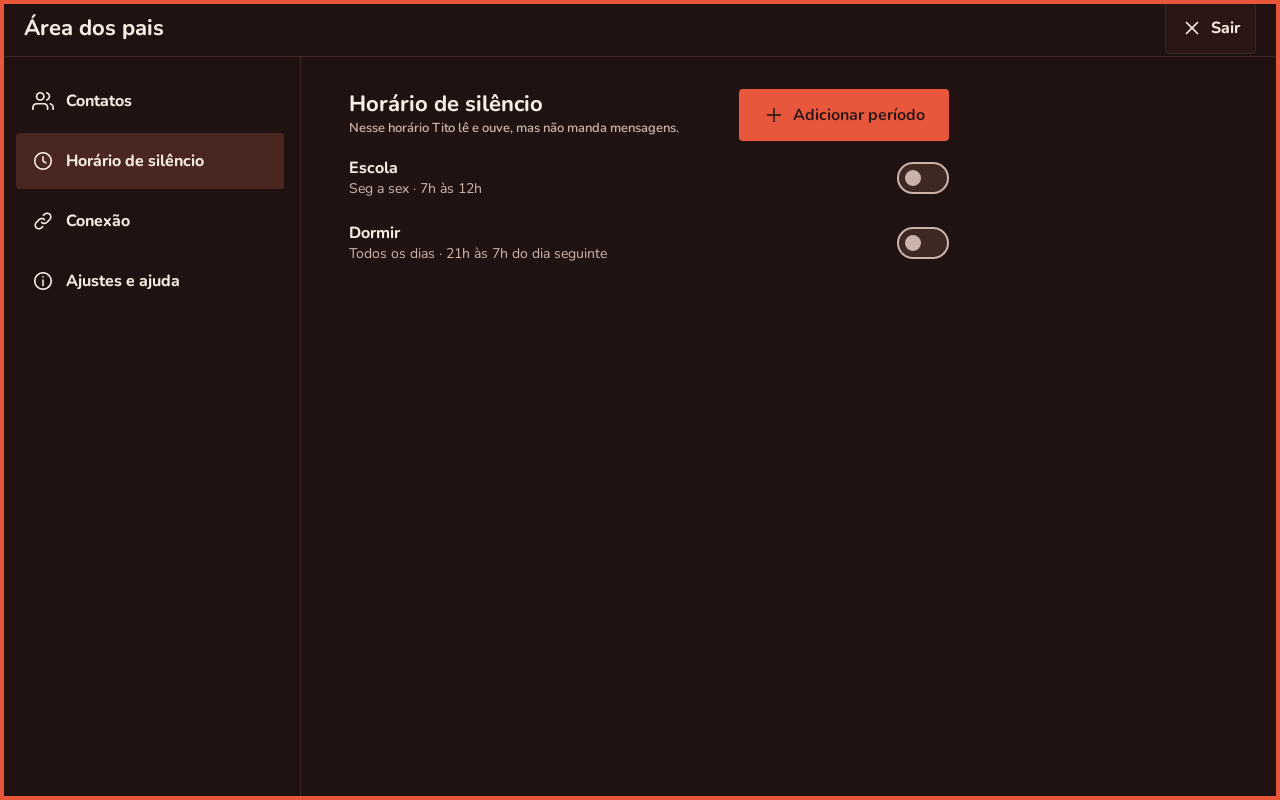 Área dos pais
Sair
Contatos
Horário de silêncio
Conexão
Ajustes e ajuda
Horário de silêncio
Nesse horário Tito lê e ouve, mas não manda mensagens.
Adicionar período
Escola
Seg a sex · 7h às 12h
Dormir
Todos os dias · 21h às 7h do dia seguinte